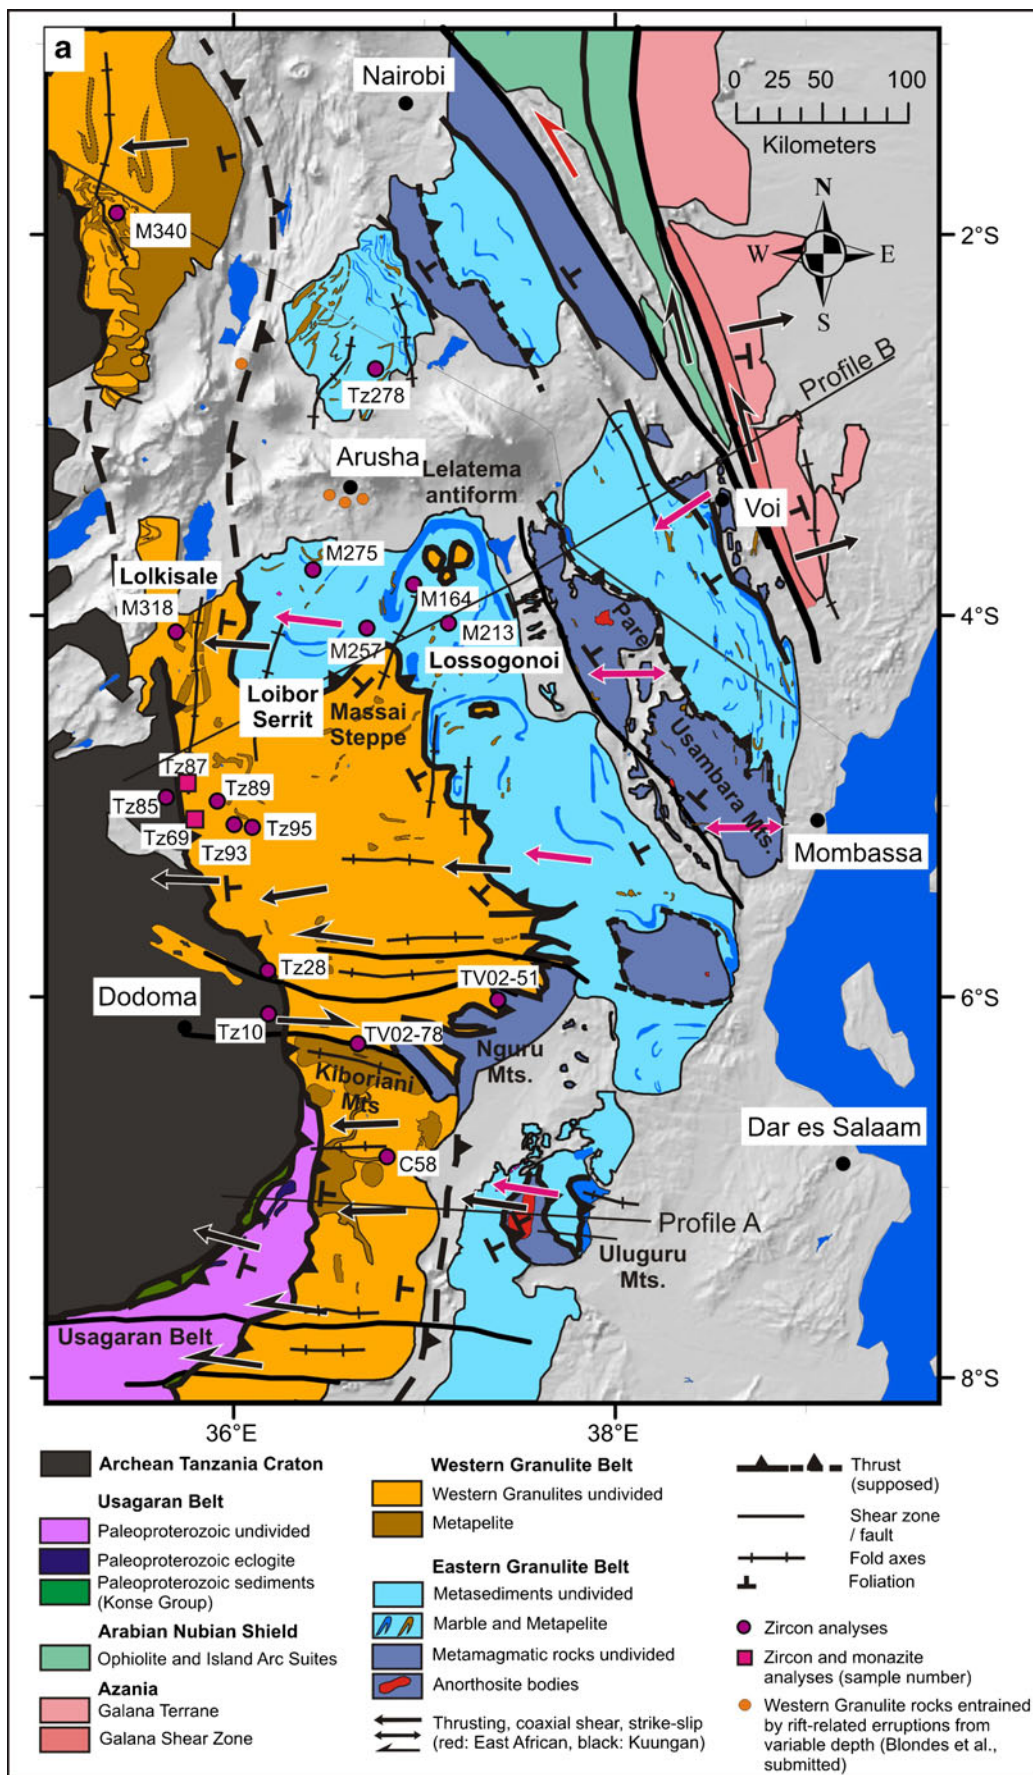 a
Nairobi
0 25 50 100
Kilometers
N
W E
S
M340
2°S
Profile B
Tz278
Arusha
Lelatema
antiform
Voi
M275
Lolkisale
M318
M164
M213
M257
Pare
4°S
Lossogonoi
Loibor
Serrit
Massai
Steppe
Usambara Mts.
Tz87
Tz85
Tz89
Tz69
Tz95
Tz93
Mombassa
Tz28
TV02-51
Dodoma
6°S
Tz10
TV02-78
Nguru
Mts.
Kiboriani
Mts
Dar es Salaam
C58
Profile A
Uluguru
Mts.
Usagaran Belt
8°S
36°E
38°E
Archean Tanzania Craton
Usagaran Belt
Paleoproterozoic undivided
Paleoproterozoic eclogite
Paleoproterozoic sediments
(Konse Group)
Arabian Nubian Shield
Ophiolite and Island Arc Suites
Azania
Galana Terrane
Galana Shear Zone
Western Granulite Belt
Western Granulites undivided
Metapelite
Eastern Granulite Belt
Metasediments undivided
Marble and Metapelite
Metamagmatic rocks undivided
Anorthosite bodies
Thrusting, coaxial shear, strike-slip
(red: East African, black: Kuungan)
Thrust
(supposed)
Shear zone
/ fault
Fold axes
Foliation
Zircon analyses
Zircon and monazite
analyses (sample number)
Western Granulite rocks entrained
by rift-related erruptions from
variable depth (Blondes et al.,
submitted)